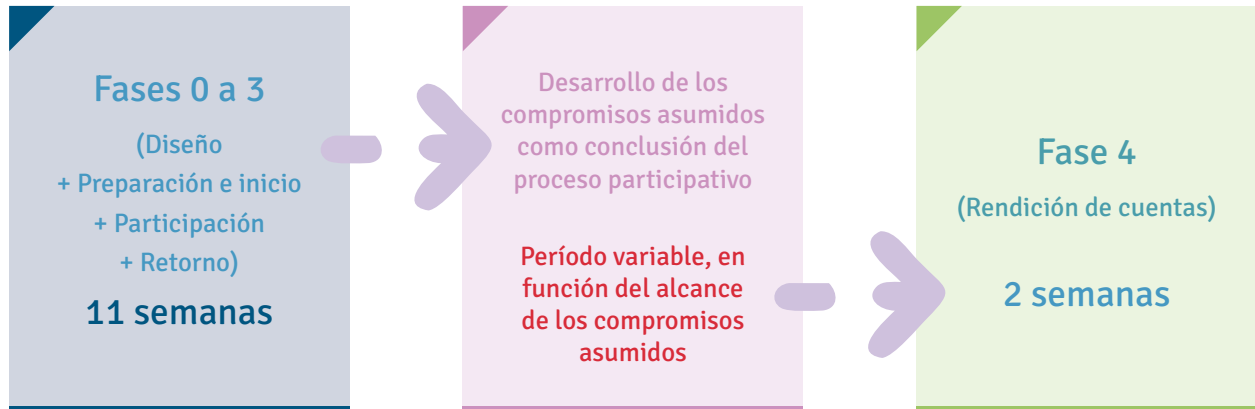 Fases 0 a 3
(Diseño
+ Preparación e inicio
+ Participación
+ Retorno)
11 semanas
Desarrollo de los
compromisos asumidos
como conclusión del
proceso participativo
Período variable, en
función del alcance
de los compromisos
asumidos
Fase 4
(Rendición de cuentas)
2 semanas